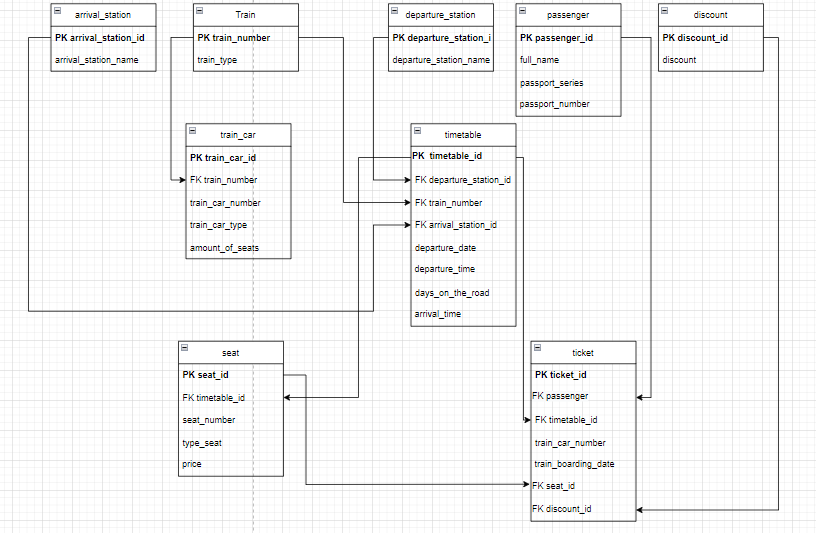 arrival_station
PK arrival_station_id
arrival_station_name
Train
PK train_number
train_type
departure_station
PK departure_station_i
departure_station_name
passenger
PK passenger_id
full_name
passport_series
passport_number
discount
PK discount_id
discount
train_car
PK train_car_id
FK train_number
train_car_number
train_car_type
amount_of_seats
timetable
PK timetable_id
FK departure_station_id
FK train_number
FK arrival_station_id
departure_date
departure_time
days_on_the_road
arrival_time
seat
PK seat_id
FK timetable_id
seat_number
type_seat
price
ticket
PK ticket_id
FK passenger
FK timetable_id
train_car_number
train_boarding_date
FK seat_id
FK discount_id